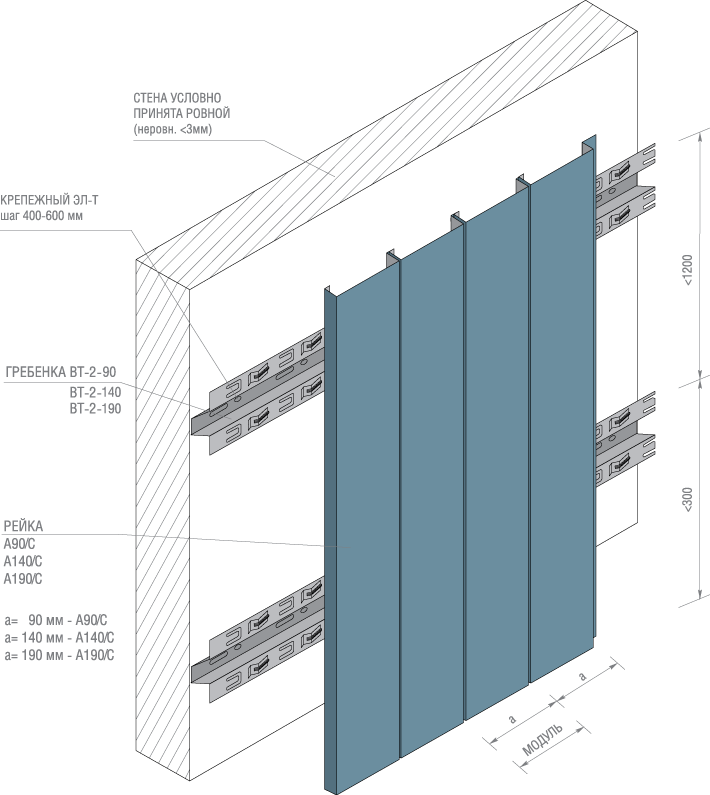 СТЕНА УСЛОВНО
ПРИНЯТА РОВНОЙ
(неровн. <3мм)
КРЕПЕЖНЫЙ ЭЛ-Т
шаг 400-600 мм
<1200
ГРЕБЕНКА ВТ-2-90
ВТ-2-140
ВТ-2-190
<300
РЕЙКА
А90/С
А140/С
А190/С
а= 90 мм - А90/С
а= 140 мм - А140/С
а= 190 мм - А190/С
а
а
МОДУЛЬ